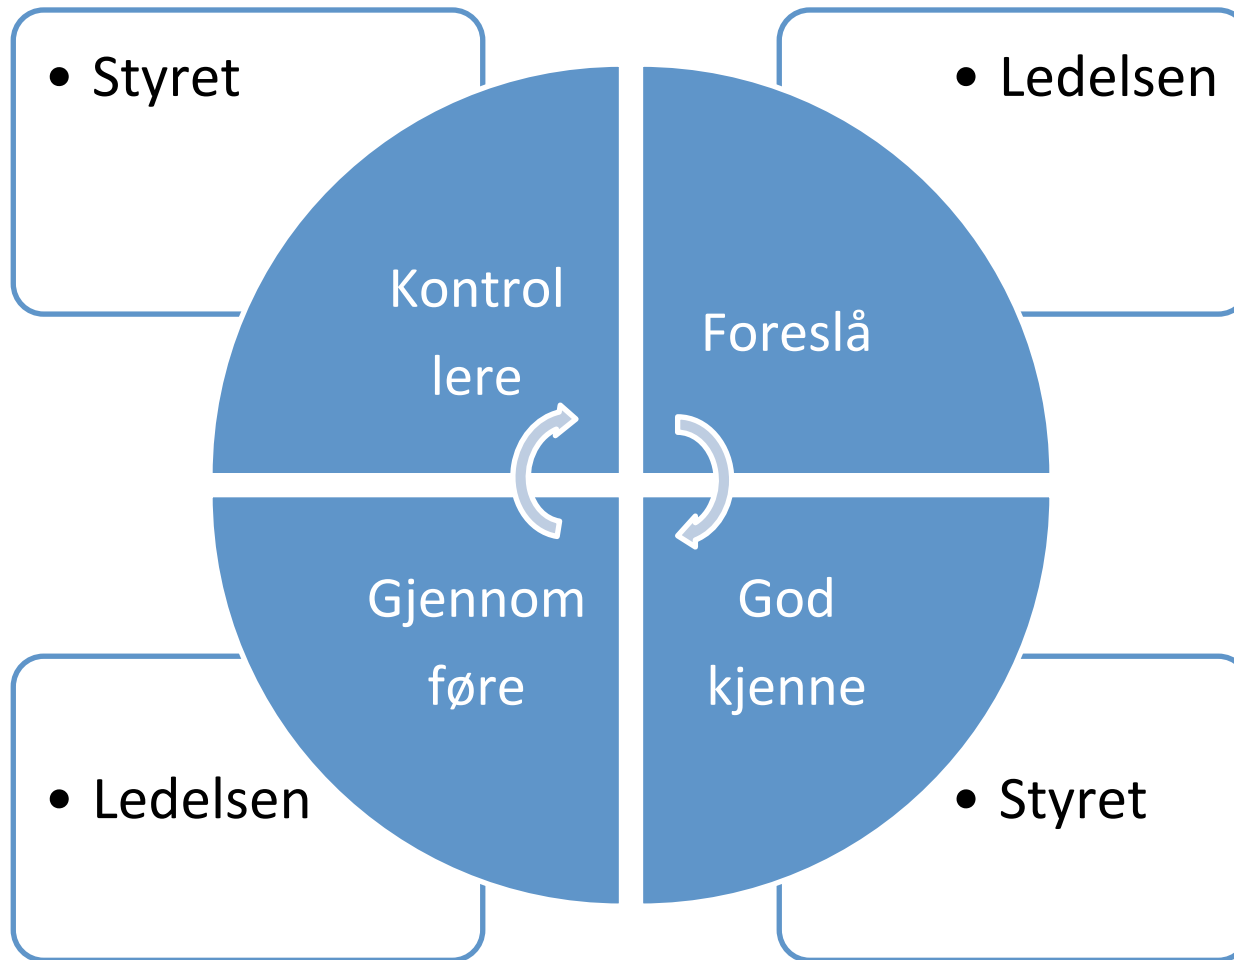 • Styret
• Ledelsen
Kontrol
lere
Foreslå
Gjennom
føre
God
kjenne
• Ledelsen
• Styret